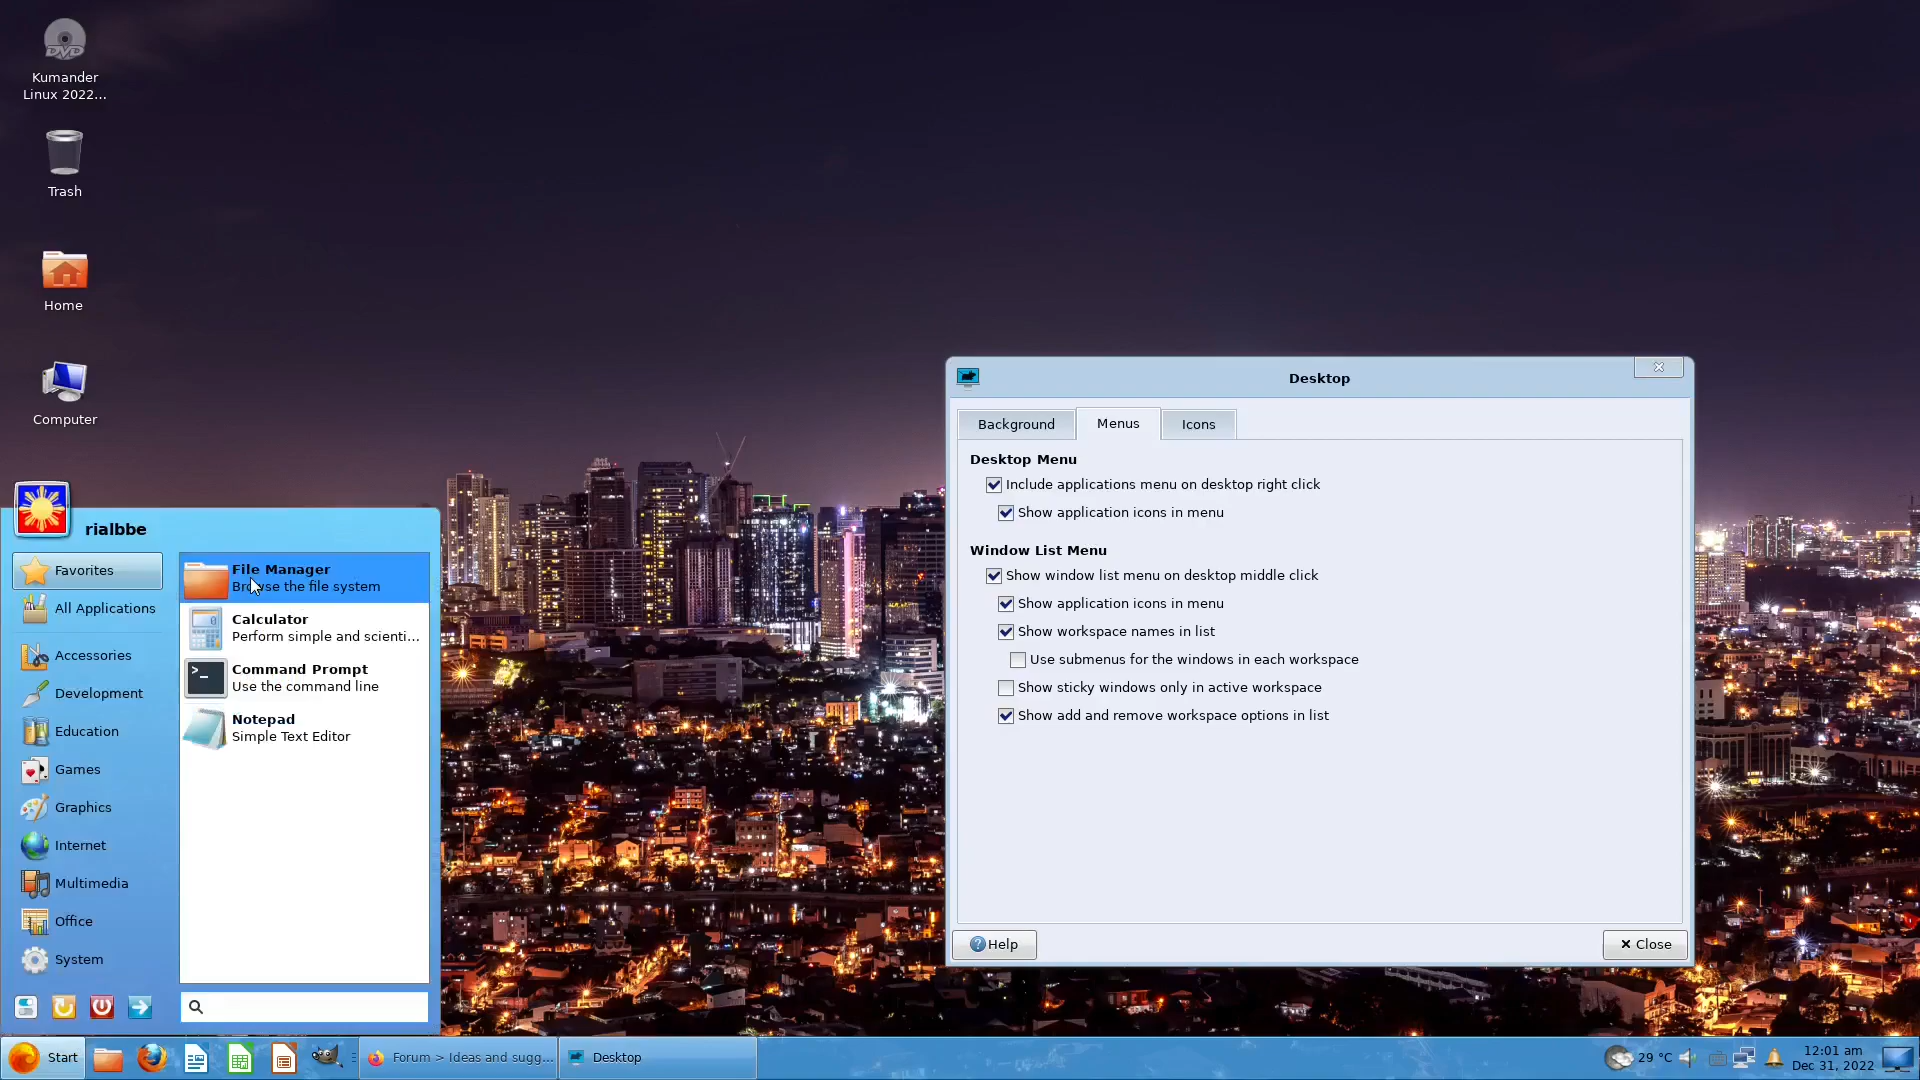 Kumander
Linux 2022...
Trash
Home
Computer
rialbbe
Favorites
All Applications
Accessories
Development
Education
Games
Graphics
Internet
Multimedia
Office
System
File Manager
Browse the file system
Calculator
Perform simple and scienti...
Command Prompt
Use the command line
Notepad
Simple Text Editor
Desktop
Background
Menus
Icons
Desktop Menu
Include applications menu on desktop right click
Show application icons in menu
Window List Menu
Show window list menu on desktop middle click
Show application icons in menu
Show workspace names in list
Use submenus for the windows in each workspace
Show sticky windows only in active workspace
Show add and remove workspace options in list
Help
Close
Start
Forum > Ideas and sugg...
Desktop
29 °C
12:01 am
Dec 31, 2022